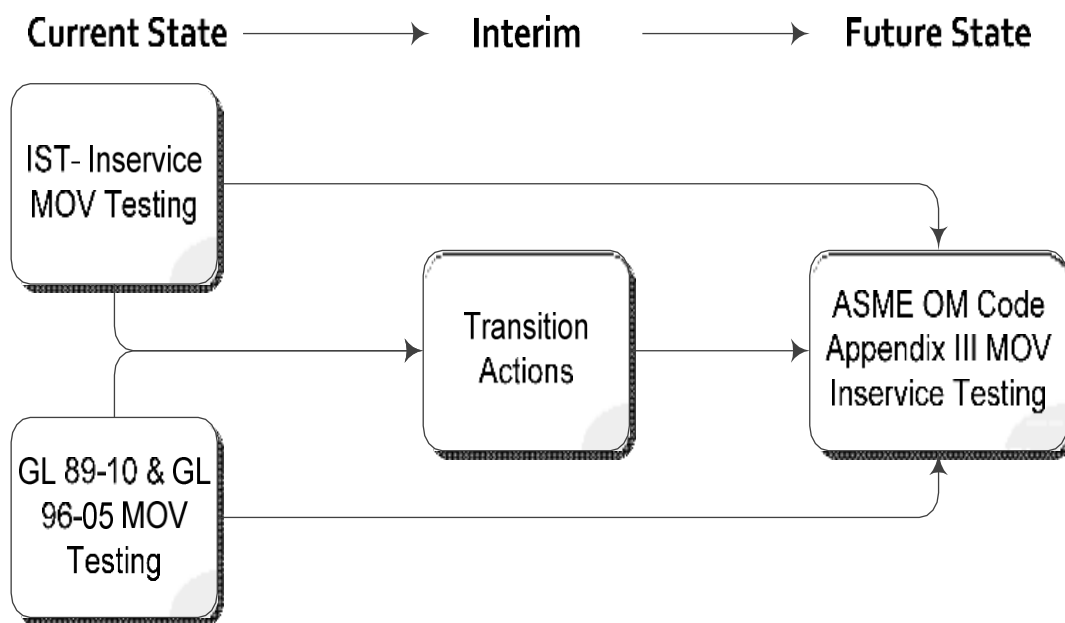 Current State
Interim
Future State
IST- Inservice
MOV Testing
Transition
Actions
ASME OM Code
Appendix III MOV
Inservice Testing
GL 89-10 & GL
96-05 MOV
Testing